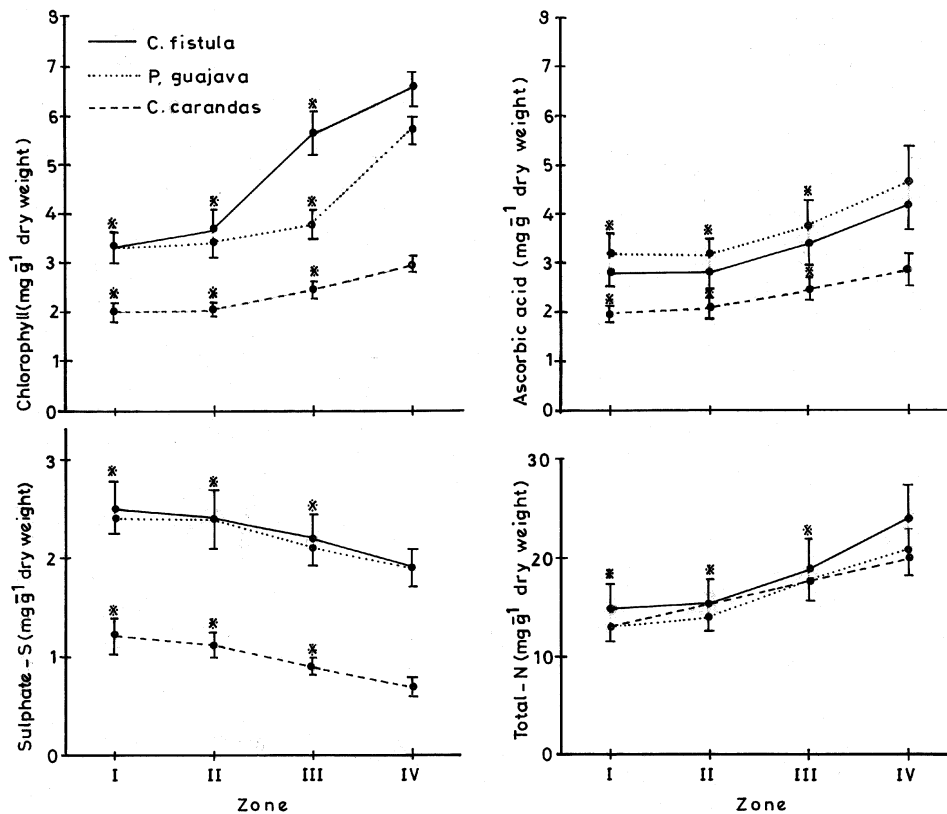 8
7
6
5
4
3
2
1
0
Chlorophyll (mg g̅¹ dry weight)
C. fistula
P, guajava
C. carandas
8
7
6
5
4
3
2
1
0
Ascorbic acid (mg g̅¹ dry weight)
3
2
1
0
Sulphate-S (mg g̅¹ dry weight)
I II III IV
Zone
30
20
10
0
Total-N (mg g̅¹ dry weight)
I II III IV
Zone